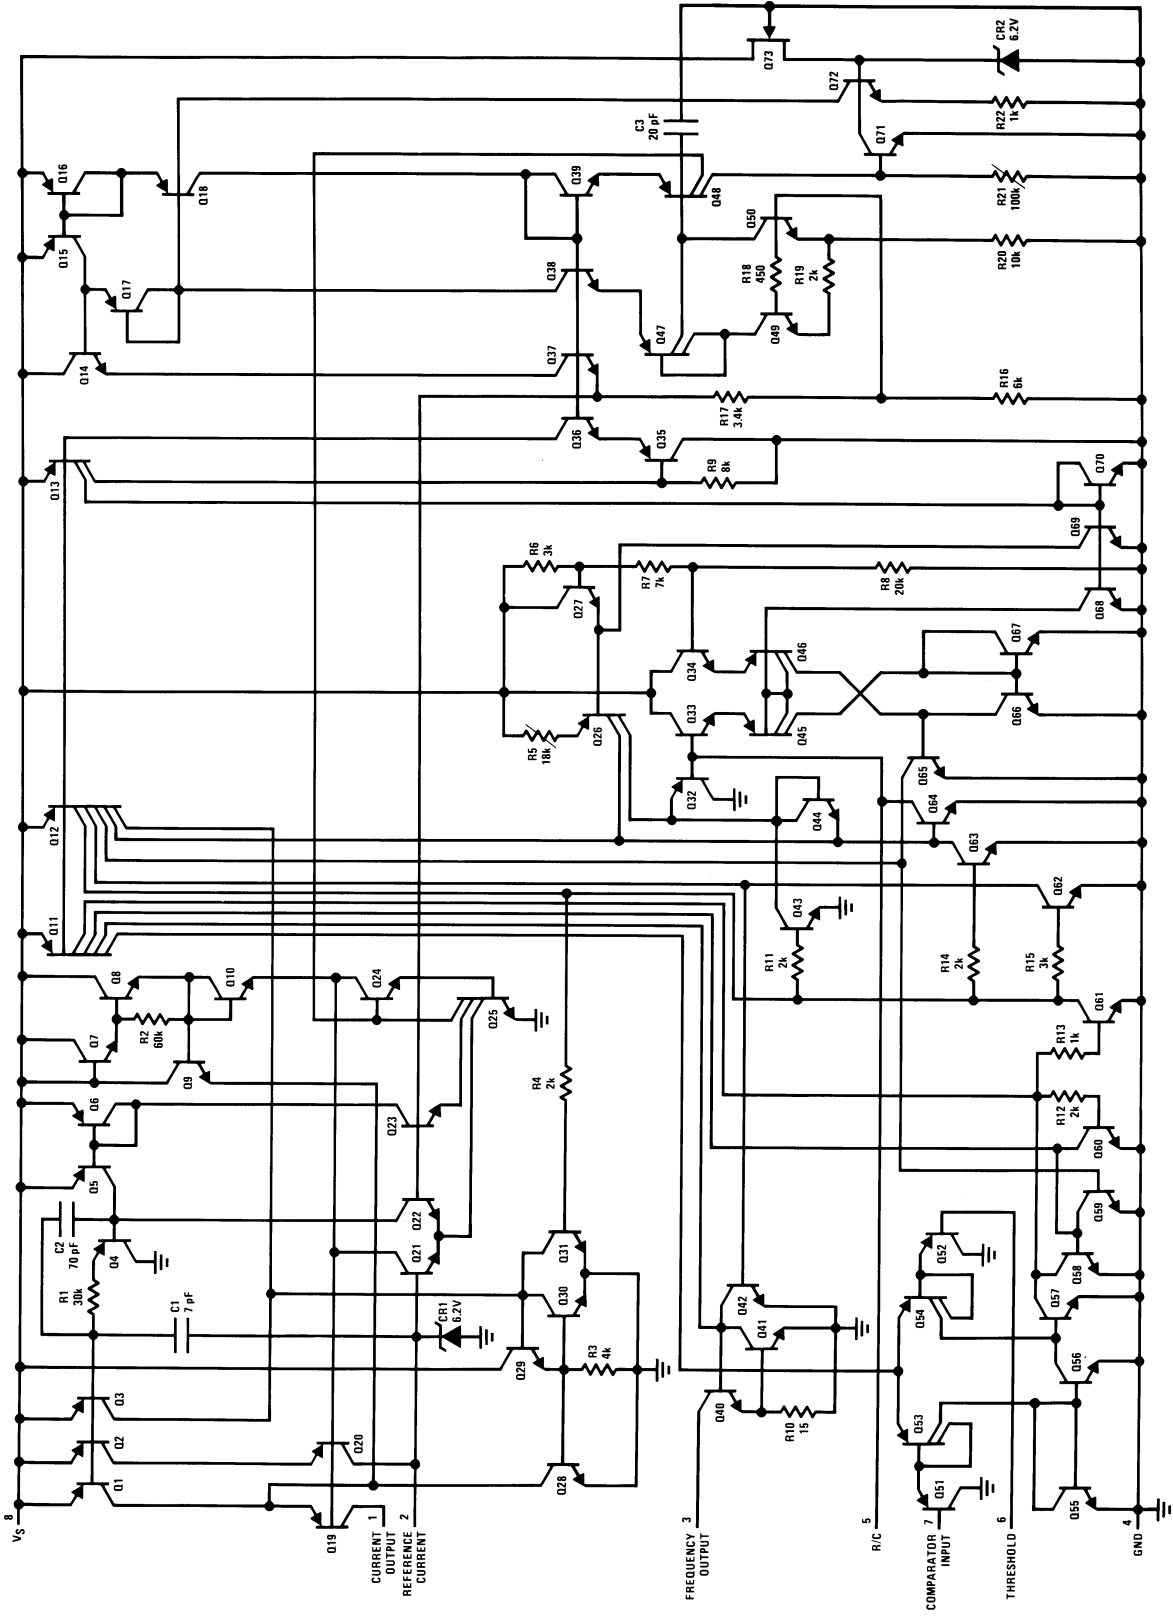 8
VS
Q1
Q2
Q3
R1
30k
C1
7 pF
C2
70 pF
Q4
Q5
Q6
Q7
Q8
R2
60k
Q9
Q10
Q11
Q12
Q13
Q14
Q15
Q16
Q17
Q18
Q19
Q20
1
CURRENT
OUTPUT
2
REFERENCE
CURRENT
CR1
6.2V
Q21
Q22
Q23
Q24
Q25
Q28
Q29
R3
4k
Q30
Q31
R4
2k
R5
18k
Q26
Q27
R6
3k
R7
7k
R8
20k
Q32
Q33
Q34
R9
8k
Q35
Q36
Q37
Q38
Q39
3
FREQUENCY
OUTPUT
Q40
R10
15
Q41
Q42
R11
2k
Q43
Q44
Q45
Q46
R17
3.4k
Q47
Q48
C3
20 pF
Q49
R18
450
R19
2k
Q50
Q73
5
R/C
7
COMPARATOR
INPUT
6
THRESHOLD
Q51
Q53
Q54
Q52
R14
2k
R15
3k
Q62
Q63
Q64
Q65
Q66
Q67
R16
6k
R20
10k
R21
100k
Q71
Q72
R22
1k
CR2
6.2V
Q55
Q56
Q57
Q58
Q59
Q60
R12
2k
R13
1k
Q61
Q68
Q69
Q70
4
GND